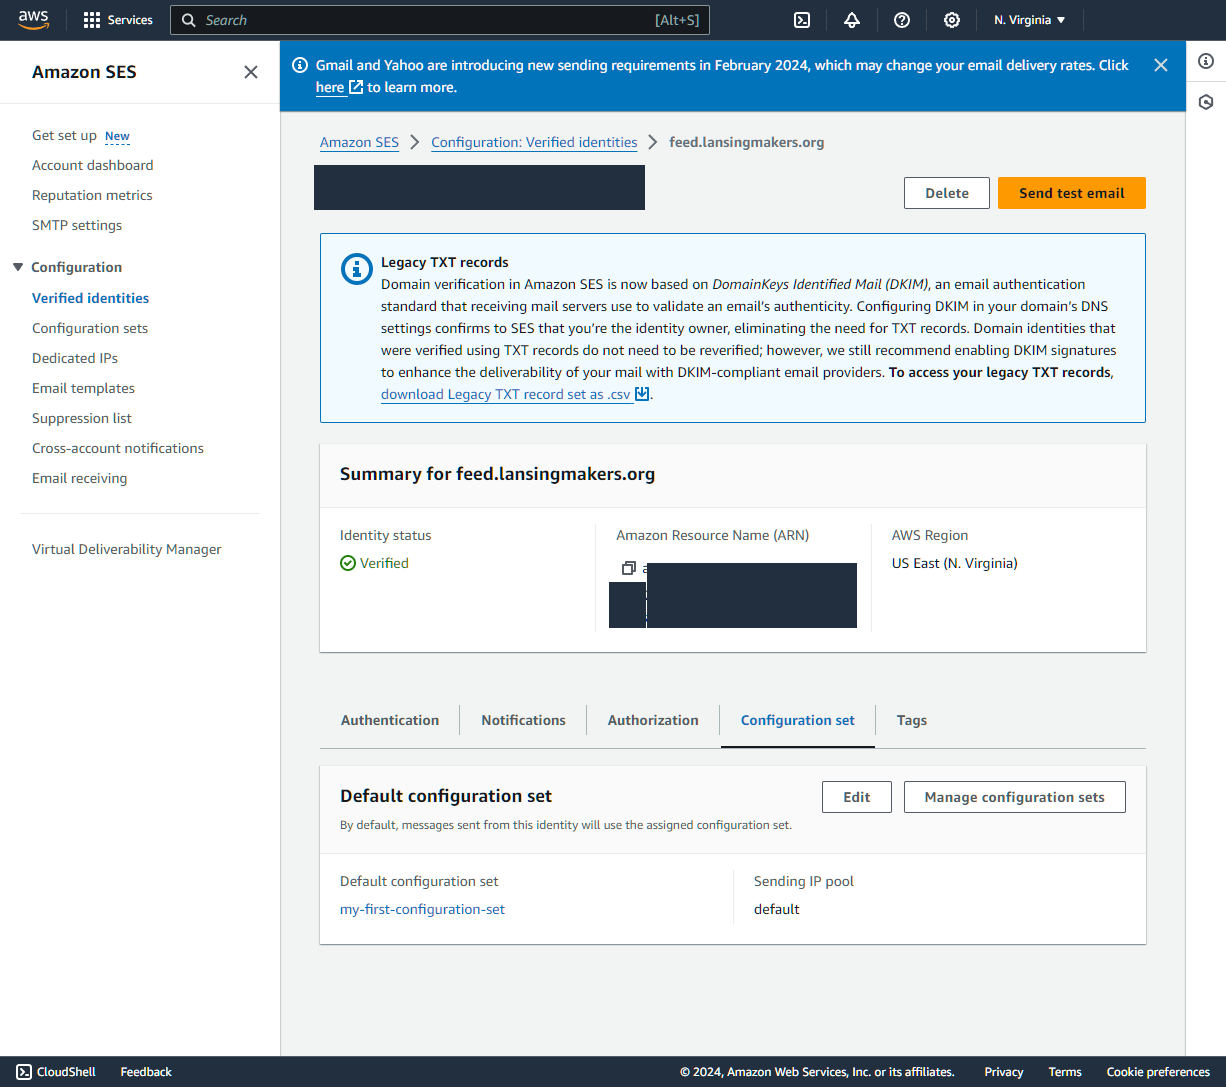 aws
Services
Search
[Alt+S]
N. Virginia
Amazon SES
Gmail and Yahoo are introducing new sending requirements in February 2024, which may change your email delivery rates. Click
here to learn more.
Get set up New
Account dashboard
Reputation metrics
SMTP settings
Configuration
Verified identities
Configuration sets
Dedicated IPs
Email templates
Suppression list
Cross-account notifications
Email receiving
Virtual Deliverability Manager
Amazon SES
Configuration: Verified identities
feed.lansingmakers.org
Delete
Send test email
Legacy TXT records
Domain verification in Amazon SES is now based on DomainKeys Identified Mail (DKIM), an email authentication
standard that receiving mail servers use to validate an email's authenticity. Configuring DKIM in your domain's DNS
settings confirms to SES that you're the identity owner, eliminating the need for TXT records. Domain identities that
were verified using TXT records do not need to be reverified; however, we still recommend enabling DKIM signatures
to enhance the deliverability of your mail with DKIM-compliant email providers. To access your legacy TXT records,
download Legacy TXT record set as .csv .
Summary for feed.lansingmakers.org
Identity status
Verified
Amazon Resource Name (ARN)
AWS Region
US East (N. Virginia)
Authentication
Notifications
Authorization
Configuration set
Tags
Default configuration set
By default, messages sent from this identity will use the assigned configuration set.
Edit
Manage configuration sets
Default configuration set
my-first-configuration-set
Sending IP pool
default
CloudShell
Feedback
© 2024, Amazon Web Services, Inc. or its affiliates.
Privacy
Terms
Cookie preferences